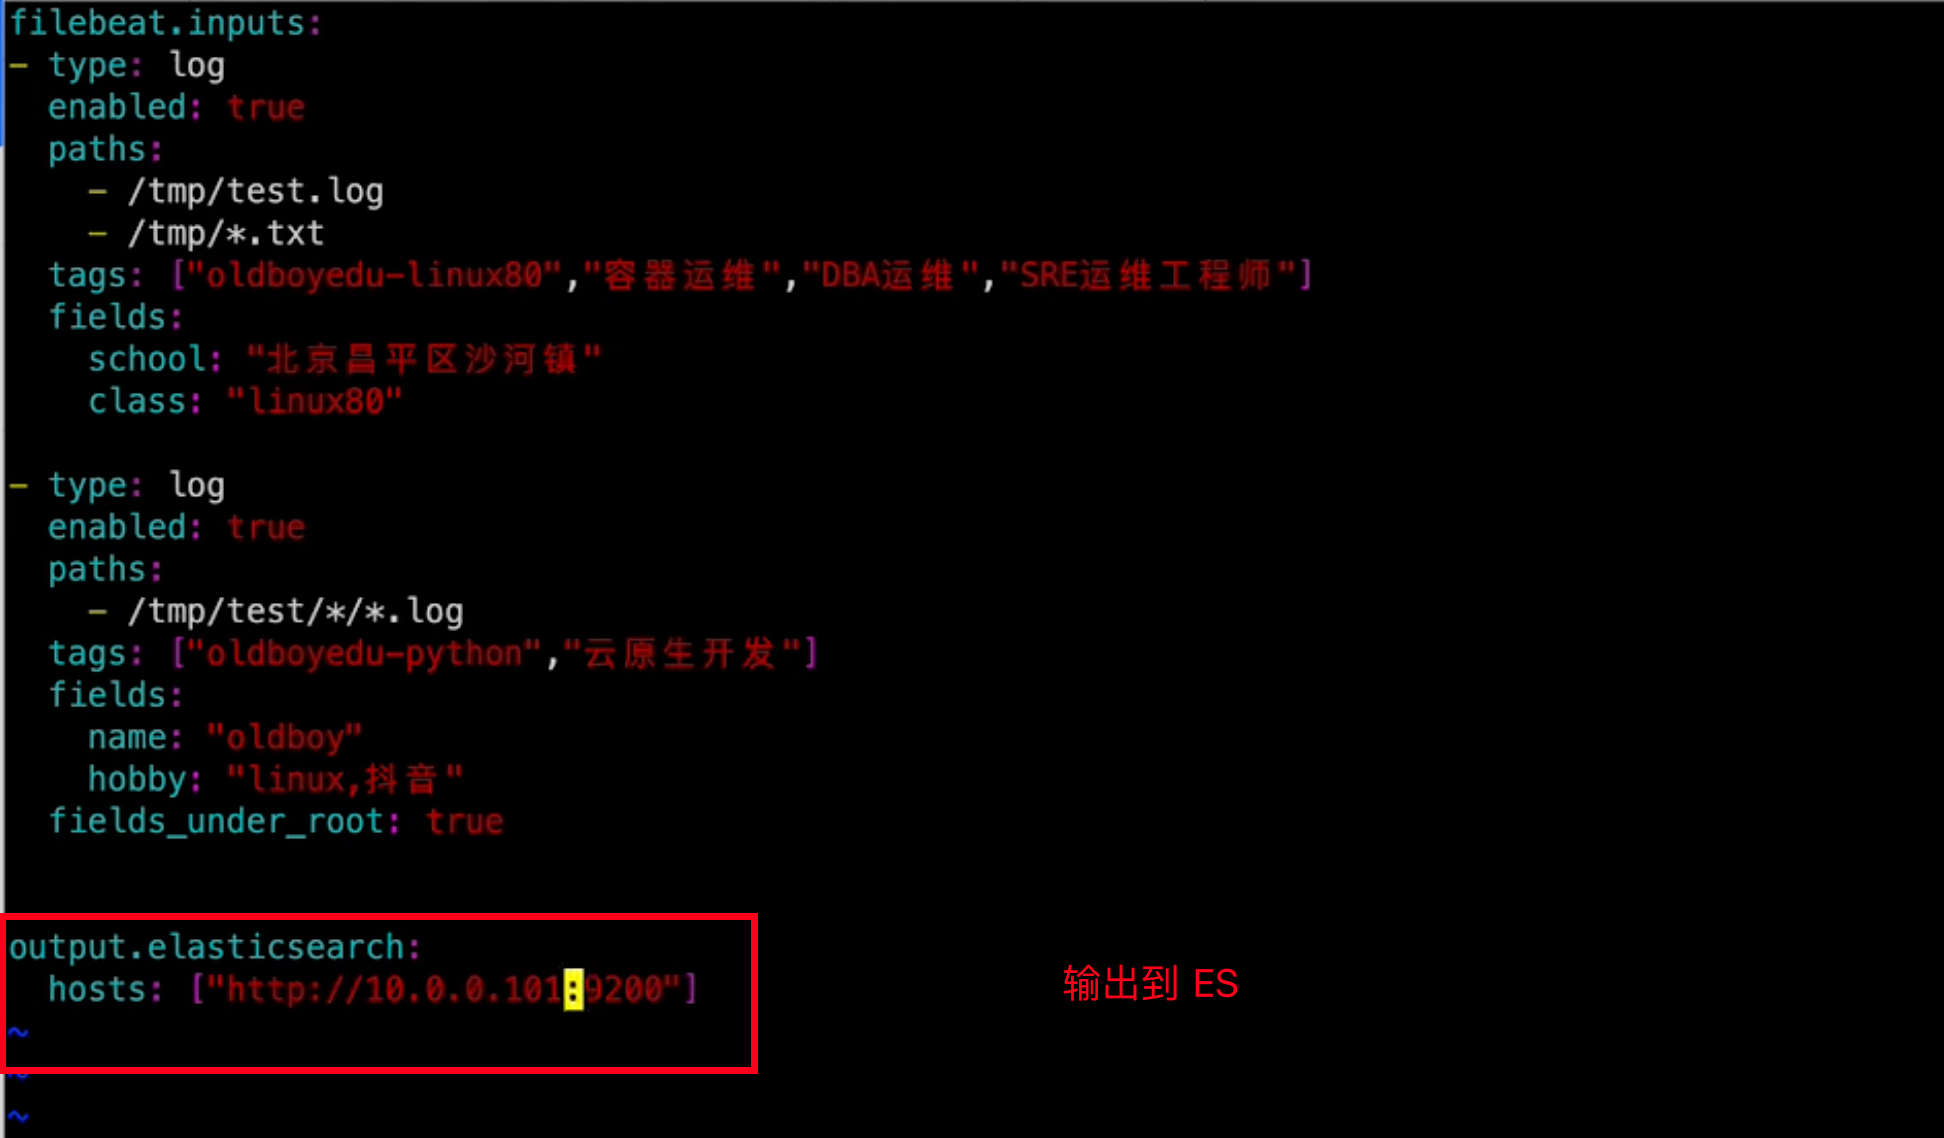 filebeat.inputs:
- type: log
  enabled: true
  paths:
    - /tmp/test.log
    - /tmp/*.txt
  tags: ["oldboyedu-linux80","容器运维","DBA运维","SRE运维工程师"]
  fields:
    school: "北京昌平区沙河镇"
    class: "linux80"
- type: log
  enabled: true
  paths:
    - /tmp/test/*/*.log
  tags: ["oldboyedu-python","云原生开发"]
  fields:
    name: "oldboy"
    hobby: "linux,抖音"
  fields_under_root: true
output.elasticsearch:
  hosts: ["http://10.0.0.101:9200"]
输出到 ES
~
~
~